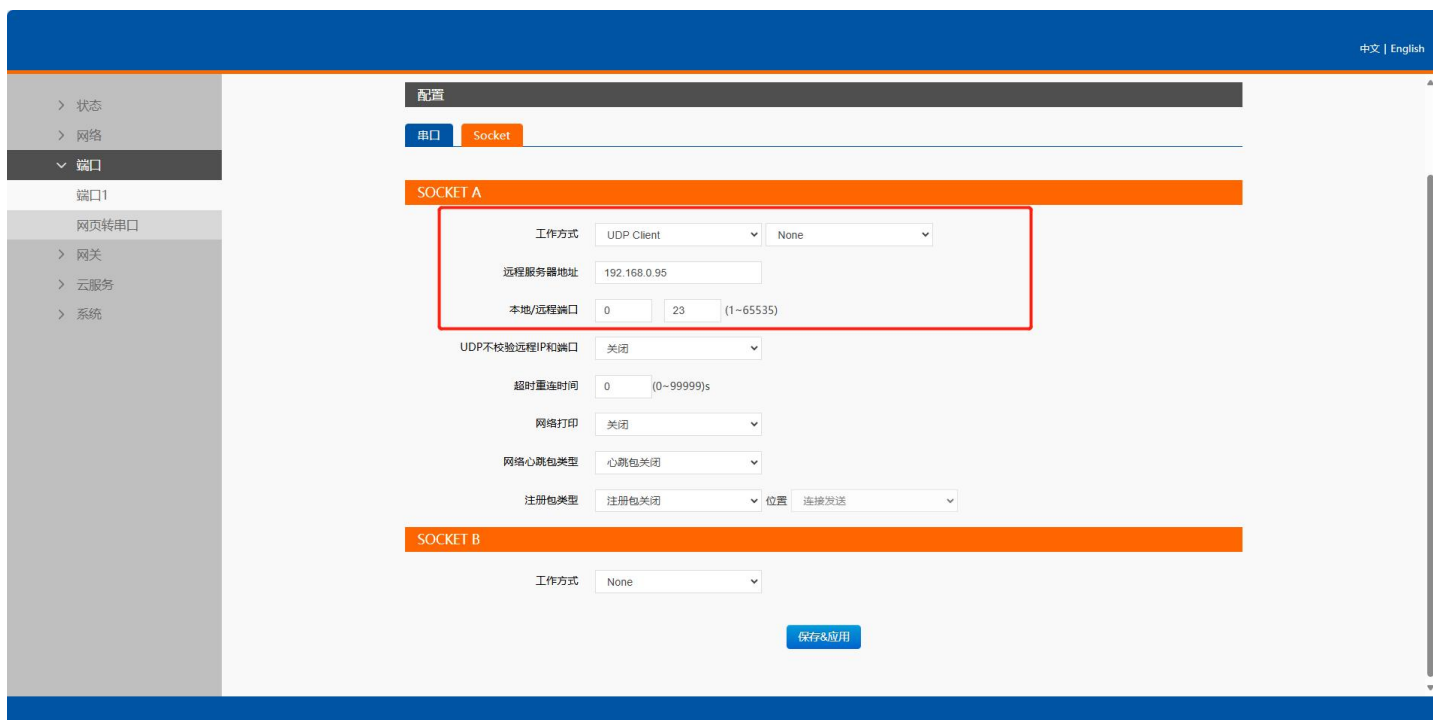 中文 | English
状态
网络
端口
端口1
网页转串口
网关
云服务
系统
配置
串口 Socket
SOCKET A
工作方式 UDP Client None
远程服务器地址 192.168.0.95
本地/远程端口 0 23 (1~65535)
UDP不校验远程IP和端口 关闭
超时重连时间 0 (0~99999)s
网络打印 关闭
网络心跳包类型 心跳包关闭
注册包类型 注册包关闭 位置 连接发送
SOCKET B
工作方式 None
保存&应用